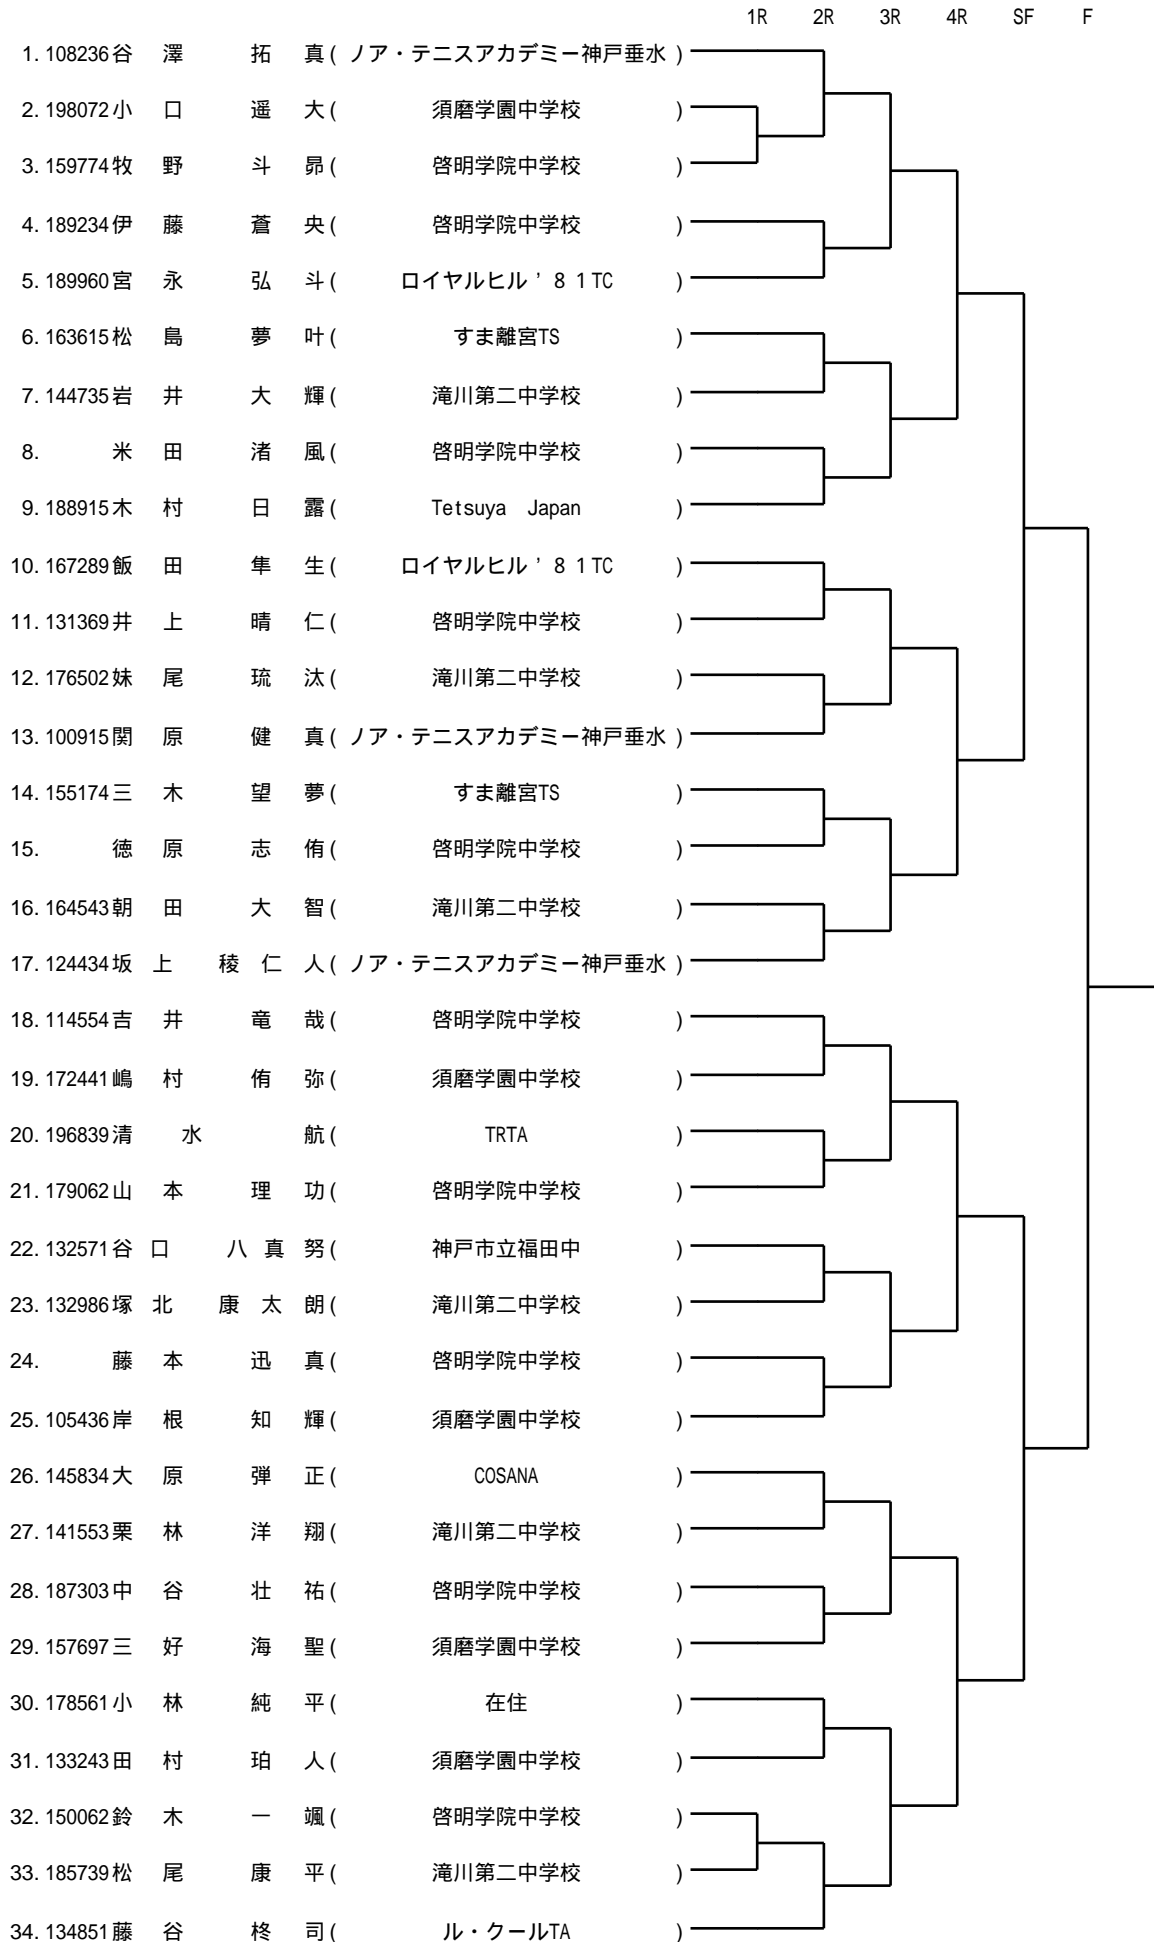 1R 2R 3R 4R SF F
1. 108236 谷 澤 拓 真 ( ノア・テニスアカデミー神戸垂水 )
2. 198072 小 口 遥 大 ( 須磨学園中学校 )
3. 159774 牧 野 斗 昴 ( 啓明学院中学校 )
4. 189234 伊 藤 蒼 央 ( 啓明学院中学校 )
5. 189960 宮 永 弘 斗 ( ロイヤルヒル’81TC )
6. 163615 松 島 夢 叶 ( すま離宮TS )
7. 144735 岩 井 大 輝 ( 滝川第二中学校 )
8. 米 田 渚 風 ( 啓明学院中学校 )
9. 188915 木 村 日 露 ( Tetsuya Japan )
10. 167289 飯 田 隼 生 ( ロイヤルヒル’81TC )
11. 131369 井 上 晴 仁 ( 啓明学院中学校 )
12. 176502 妹 尾 琉 汰 ( 滝川第二中学校 )
13. 100915 関 原 健 真 ( ノア・テニスアカデミー神戸垂水 )
14. 155174 三 木 望 夢 ( すま離宮TS )
15. 徳 原 志 侑 ( 啓明学院中学校 )
16. 164543 朝 田 大 智 ( 滝川第二中学校 )
17. 124434 坂 上 稜 仁 人 ( ノア・テニスアカデミー神戸垂水 )
18. 114554 吉 井 竜 哉 ( 啓明学院中学校 )
19. 172441 嶋 村 侑 弥 ( 須磨学園中学校 )
20. 196839 清 水 航 ( TRTA )
21. 179062 山 本 理 功 ( 啓明学院中学校 )
22. 132571 谷 口 八 真 努 ( 神戸市立福田中 )
23. 132986 塚 北 康 太 朗 ( 滝川第二中学校 )
24. 藤 本 迅 真 ( 啓明学院中学校 )
25. 105436 岸 根 知 輝 ( 須磨学園中学校 )
26. 145834 大 原 弾 正 ( COSANA )
27. 141553 栗 林 洋 翔 ( 滝川第二中学校 )
28. 187303 中 谷 壮 祐 ( 啓明学院中学校 )
29. 157697 三 好 海 聖 ( 須磨学園中学校 )
30. 178561 小 林 純 平 ( 在住 )
31. 133243 田 村 珀 人 ( 須磨学園中学校 )
32. 150062 鈴 木 一 颯 ( 啓明学院中学校 )
33. 185739 松 尾 康 平 ( 滝川第二中学校 )
34. 134851 藤 谷 柊 司 ( ル・クールTA )